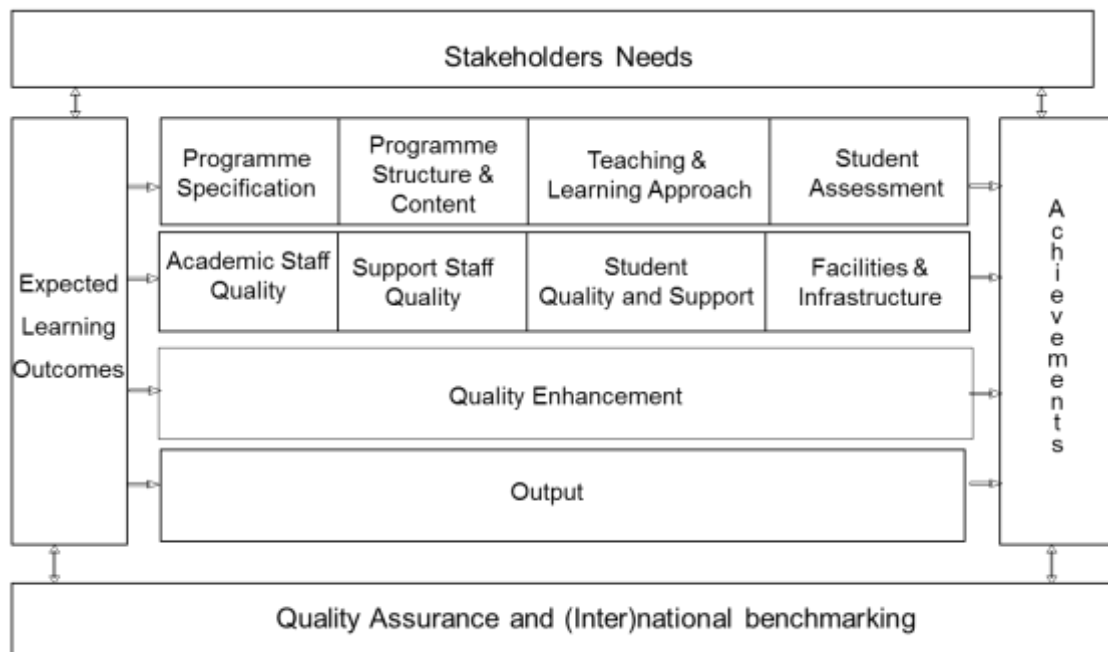 Stakeholders Needs
Programme
Specification
Programme
Structure &
Content
Teaching &
Learning Approach
Student
Assessment
Academic Staff
Quality
Support Staff
Quality
Student
Quality and Support
Facilities &
Infrastructure
Expected
Learning
Outcomes
Quality Enhancement
Output
Achievements
Quality Assurance and (Inter)national benchmarking